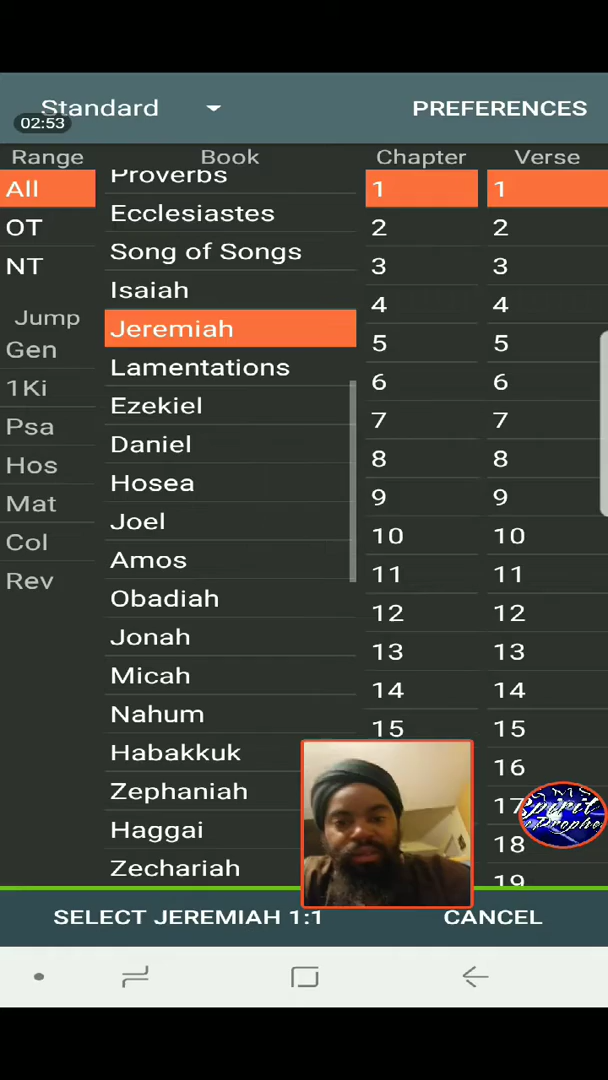 Standard
PREFERENCES
02:53
Range
Book
Chapter
Verse
All
OT
NT
Jump
Gen
1Ki
Psa
Hos
Mat
Col
Rev
Proverbs
Ecclesiastes
Song of Songs
Isaiah
Jeremiah
Lamentations
Ezekiel
Daniel
Hosea
Joel
Amos
Obadiah
Jonah
Micah
Nahum
Habakkuk
Zephaniah
Haggai
Zechariah
1
2
3
4
5
6
7
8
9
10
11
12
13
14
15
1
2
3
4
5
6
7
8
9
10
11
12
13
14
15
16
17
18
19
GMS
Spirit
SELECT JEREMIAH 1:1
CANCEL